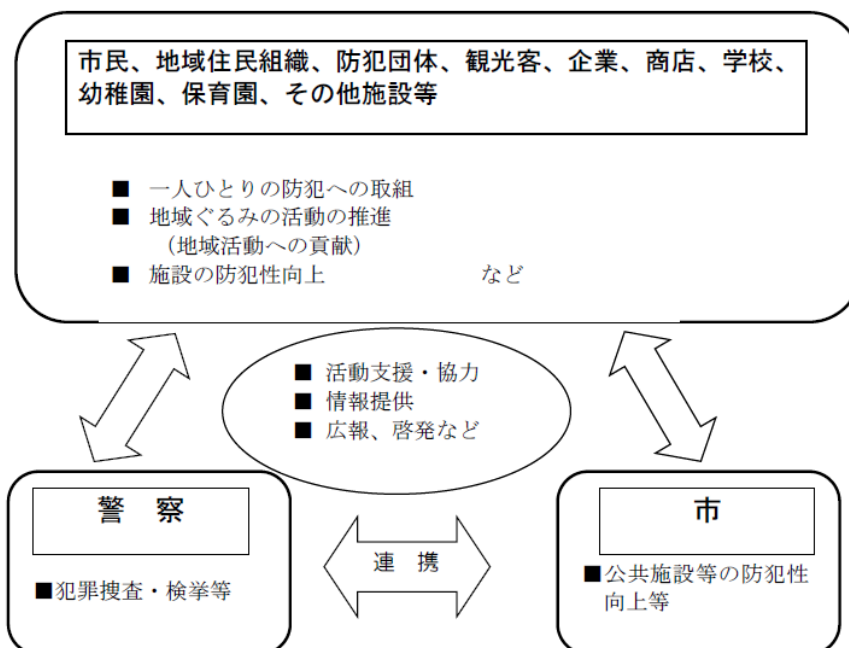 市民、地域住民組織、防犯団体、観光客、企業、商店、学校、
幼稚園、保育園、その他施設等
■ 一人ひとりの防犯への取組
■ 地域ぐるみの活動の推進
（地域活動への貢献）
■ 施設の防犯性向上 など
■ 活動支援・協力
■ 情報提供
■ 広報、啓発など
警 察
■犯罪捜査・検挙等
連 携
市
■公共施設等の防犯性
向上等